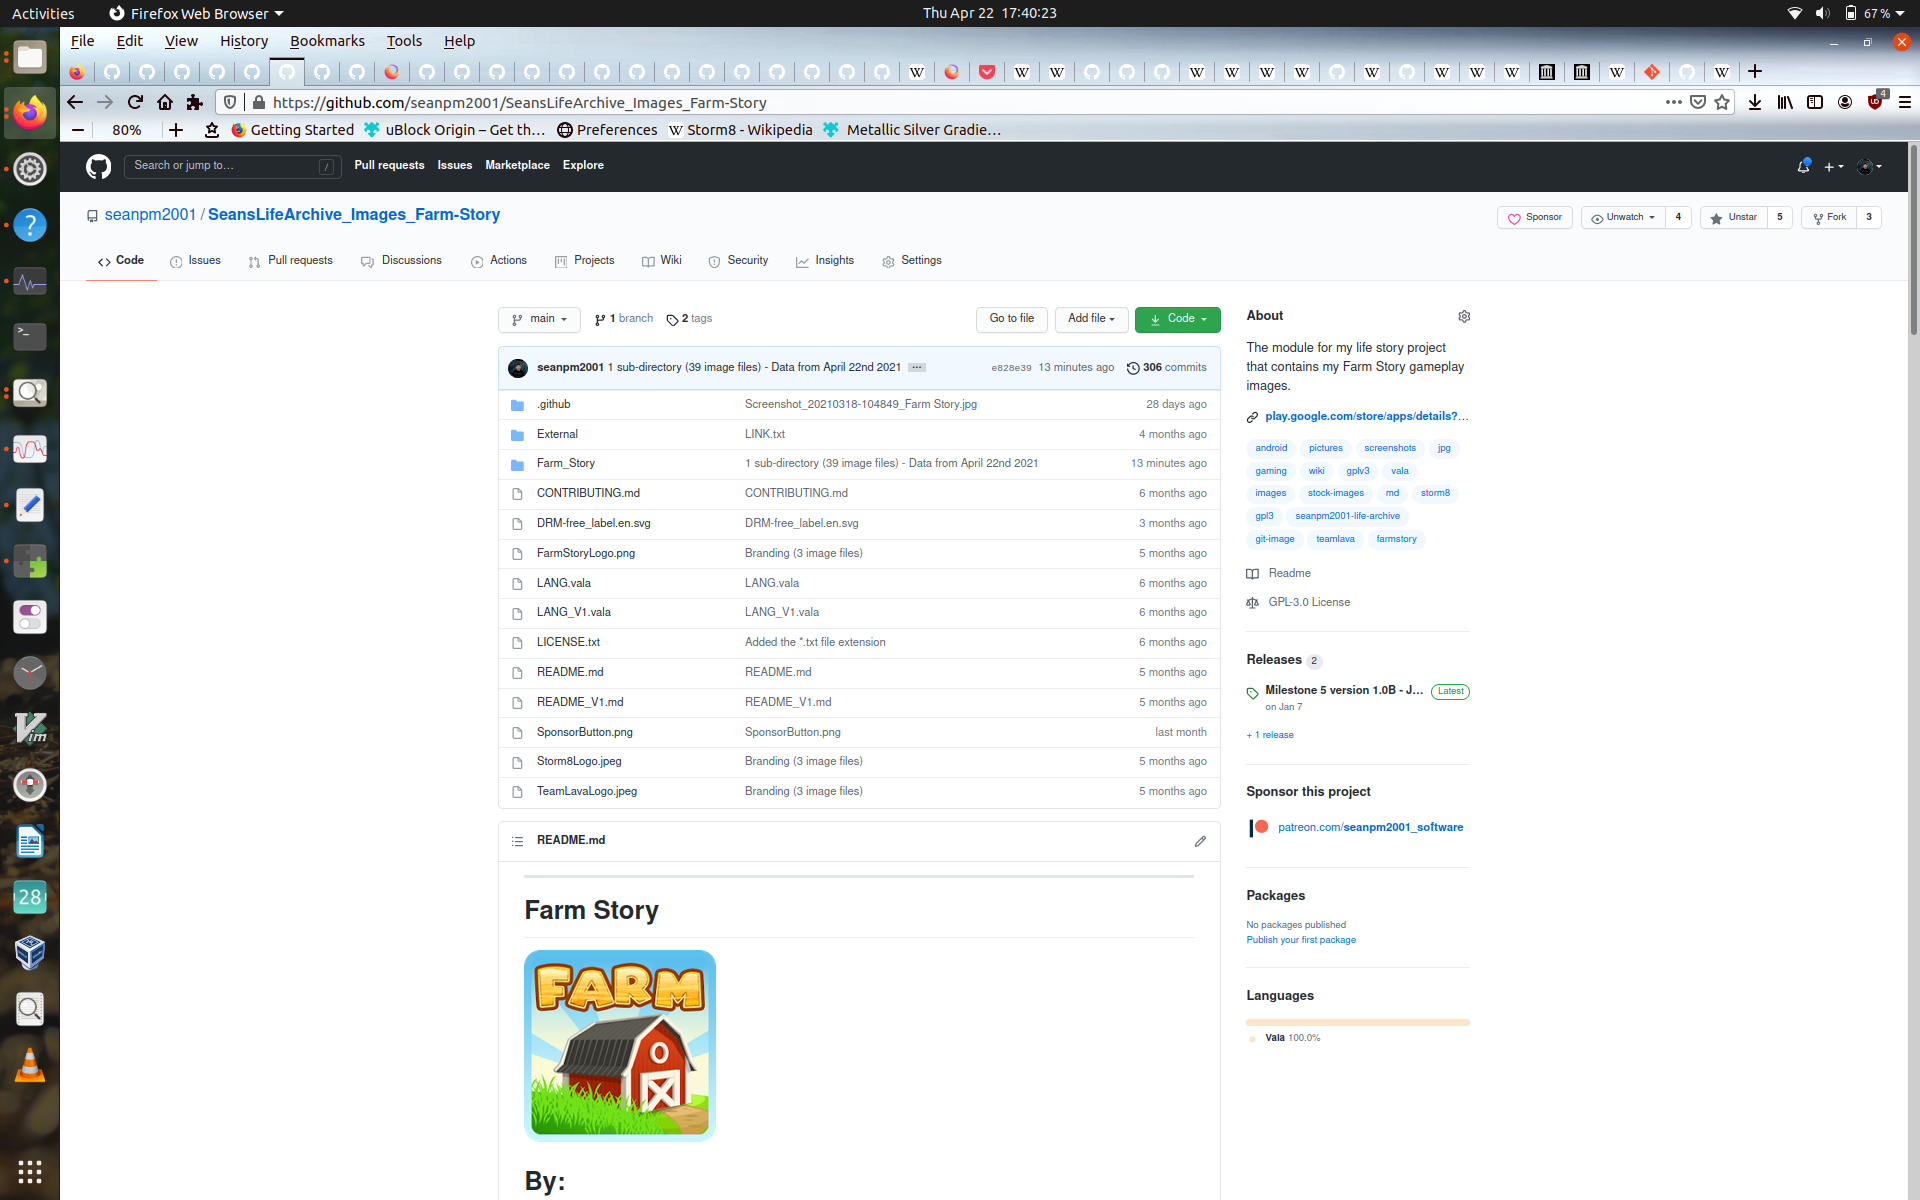 Activities Firefox Web Browser Thu Apr 22 17:40:23 67 %
File Edit View History Bookmarks Tools Help
https://github.com/seanpm2001/SeansLifeArchive_Images_Farm-Story 4
80% Getting Started uBlock Origin – Get th… Preferences W Storm8 - Wikipedia Metallic Silver Gradie…
Search or jump to… / Pull requests Issues Marketplace Explore
seanpm2001 / SeansLifeArchive_Images_Farm-Story Sponsor Unwatch 4 Unstar 5 Fork 3
Code Issues Pull requests Discussions Actions Projects Wiki Security Insights Settings
main 1 branch 2 tags Go to file Add file Code
seanpm2001 1 sub-directory (39 image files) - Data from April 22nd 2021 ... e828e39 13 minutes ago 306 commits
.github Screenshot_20210318-104849_Farm Story.jpg 28 days ago
External LINK.txt 4 months ago
Farm_Story 1 sub-directory (39 image files) - Data from April 22nd 2021 13 minutes ago
CONTRIBUTING.md CONTRIBUTING.md 6 months ago
DRM-free_label.en.svg DRM-free_label.en.svg 3 months ago
FarmStoryLogo.png Branding (3 image files) 5 months ago
LANG.vala LANG.vala 6 months ago
LANG_V1.vala LANG_V1.vala 6 months ago
LICENSE.txt Added the *.txt file extension 6 months ago
README.md README.md 5 months ago
README_V1.md README_V1.md 5 months ago
SponsorButton.png SponsorButton.png last month
Storm8Logo.jpeg Branding (3 image files) 5 months ago
TeamLavaLogo.jpeg Branding (3 image files) 5 months ago
README.md
Farm Story
FARM
By:
About
The module for my life story project
that contains my Farm Story gameplay
images.
play.google.com/store/apps/details?…
android pictures screenshots jpg
gaming wiki gplv3 vala
images stock-images md storm8
gpl3 seanpm2001-life-archive
git-image teamlava farmstory
Readme
GPL-3.0 License
Releases 2
Milestone 5 version 1.0B - J… Latest
on Jan 7
+ 1 release
Sponsor this project
patreon.com/seanpm2001_software
Packages
No packages published
Publish your first package
Languages
Vala 100.0%
28